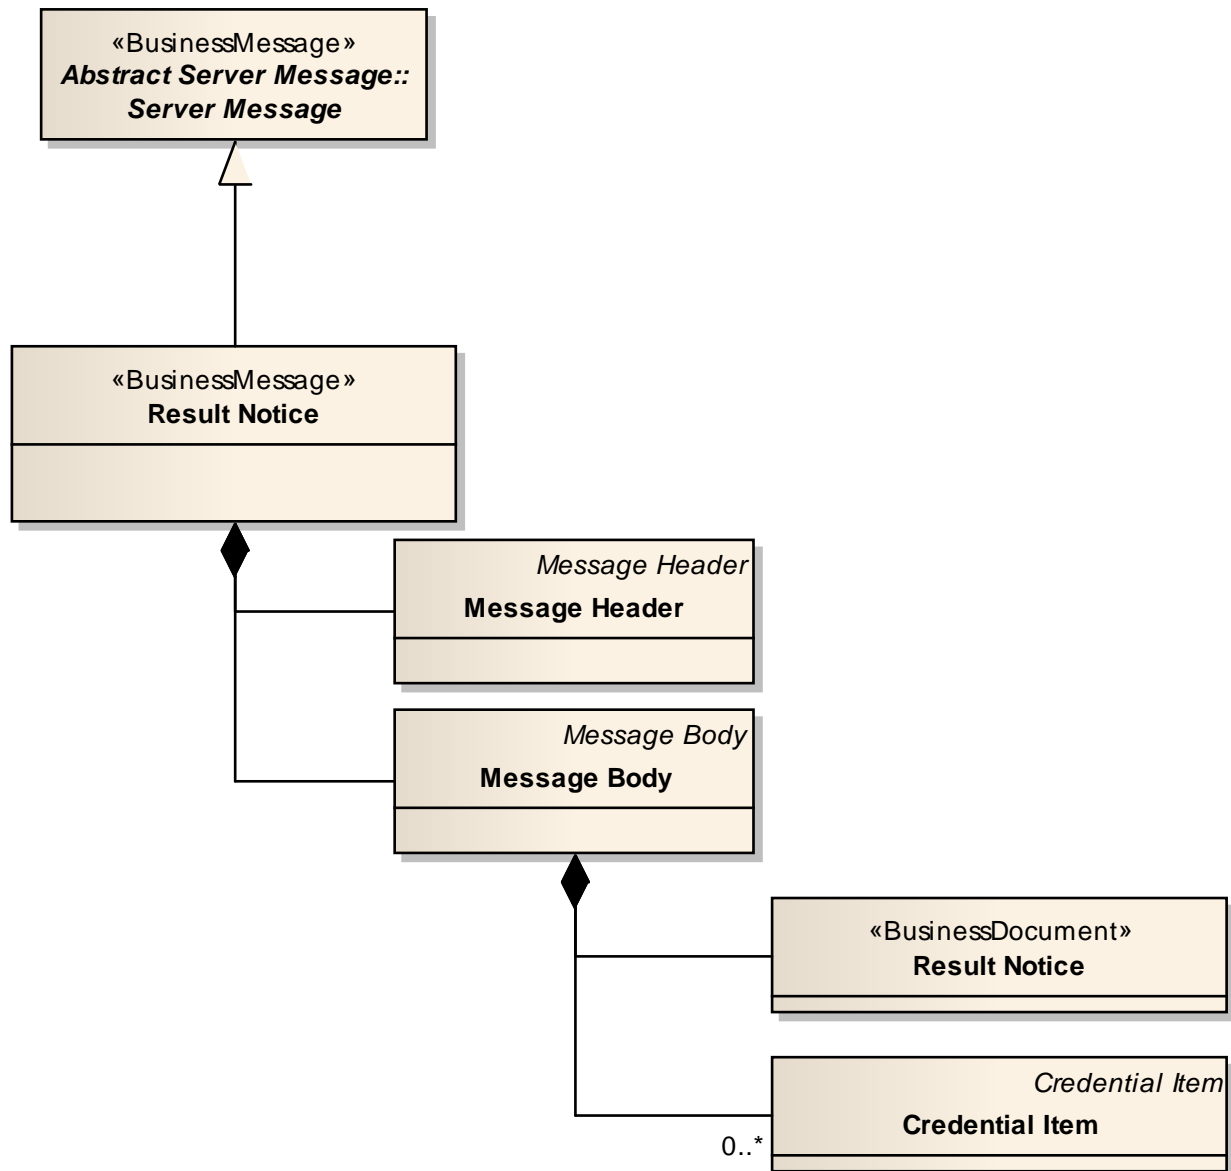 «BusinessMessage»
Abstract Server Message::
Server Message
«BusinessMessage»
Result Notice
Message Header
Message Header
Message Body
Message Body
«BusinessDocument»
Result Notice
Credential Item
Credential Item
0..*